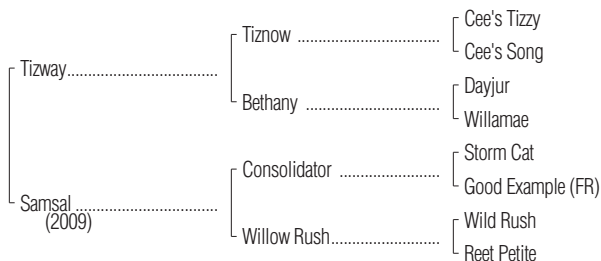 Cee's Tizzy
Tiznow ........................................
Cee's Song
Tizway...........................................
Dayjur
Bethany .....................................
Willamae
Storm Cat
Consolidator ............................
Good Example (FR)
Samsal .........................................
(2009)
Wild Rush
Willow Rush..............................
Reet Petite